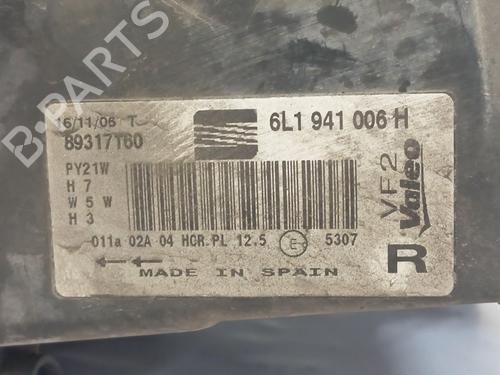 B-PARTS
16/11/06 T
89317T60
6L1 941 006 H
PY21W
H 7
W 5 W
H 3
VF2
Valeo
011a 02A 04 HCR.PL 12.5 E 5307
R
MADE IN SPAIN